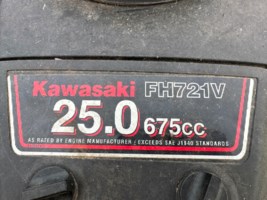 Kawasaki FH721V
25.0 675cc
AS RATED BY ENGINE MANUFACTURER / EXCEEDS SAE J1940 STANDARDS